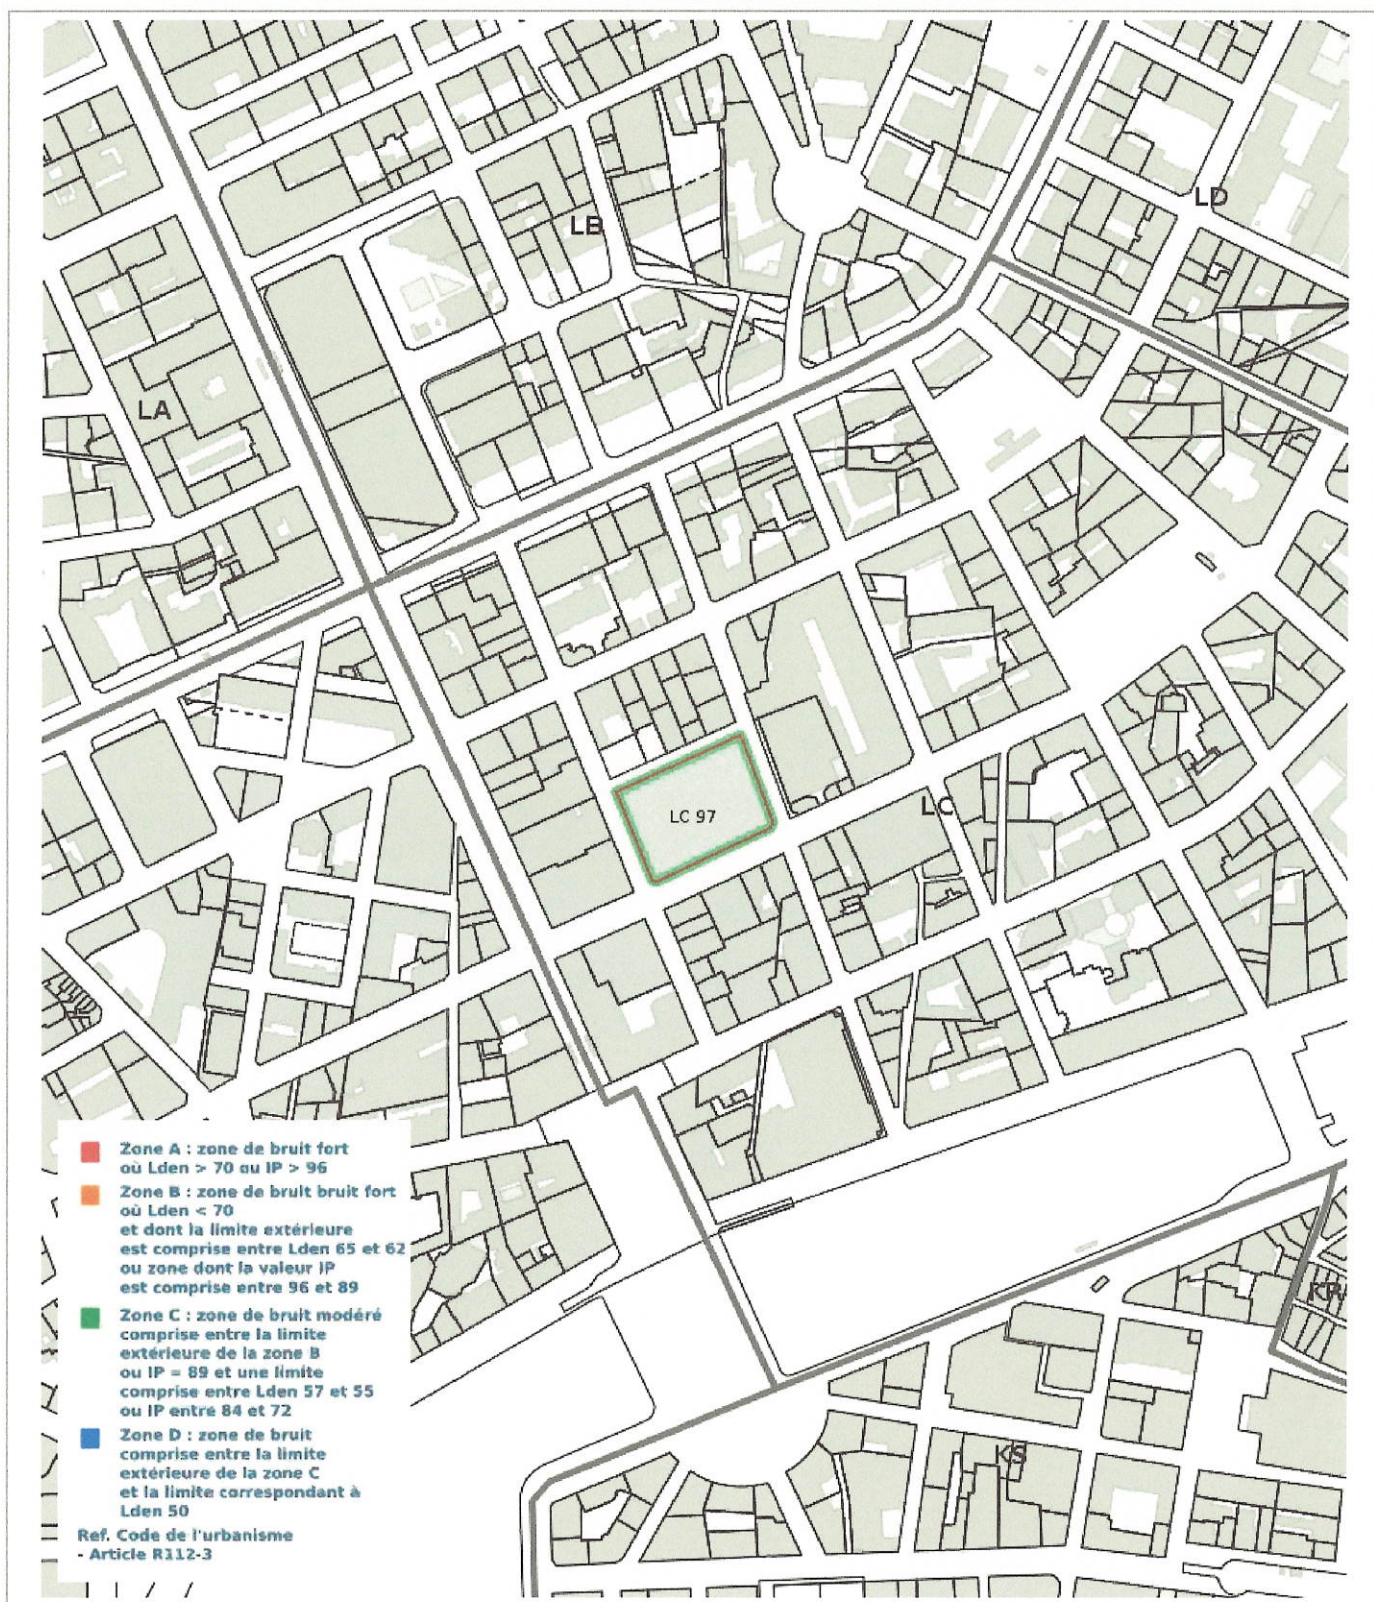 LD
LB
LA
LC 97
LC
Zone A : zone de bruit fort
où Lden > 70 ou IP > 96
Zone B : zone de bruit bruit fort
où Lden < 70
et dont la limite extérieure
est comprise entre Lden 65 et 62
ou zone dont la valeur IP
est comprise entre 96 et 89
Zone C : zone de bruit modéré
comprise entre la limite
extérieure de la zone B
ou IP = 89 et une limite
comprise entre Lden 57 et 55
ou IP entre 84 et 72
Zone D : zone de bruit
comprise entre la limite
extérieure de la zone C
et la limite correspondant à
Lden 50
Ref. Code de l'urbanisme
- Article R112-3
KS